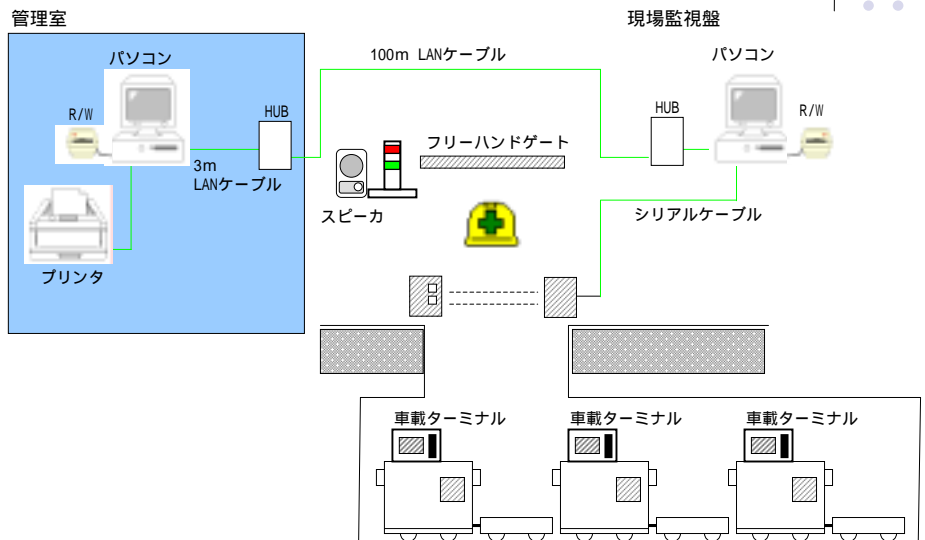 管理室
現場監視盤
パソコン
100m LANケーブル
パソコン
R/W
HUB
HUB
R/W
フリーハンドゲート
3m
LANケーブル
スピーカ
シリアルケーブル
プリンタ
車載ターミナル
車載ターミナル
車載ターミナル